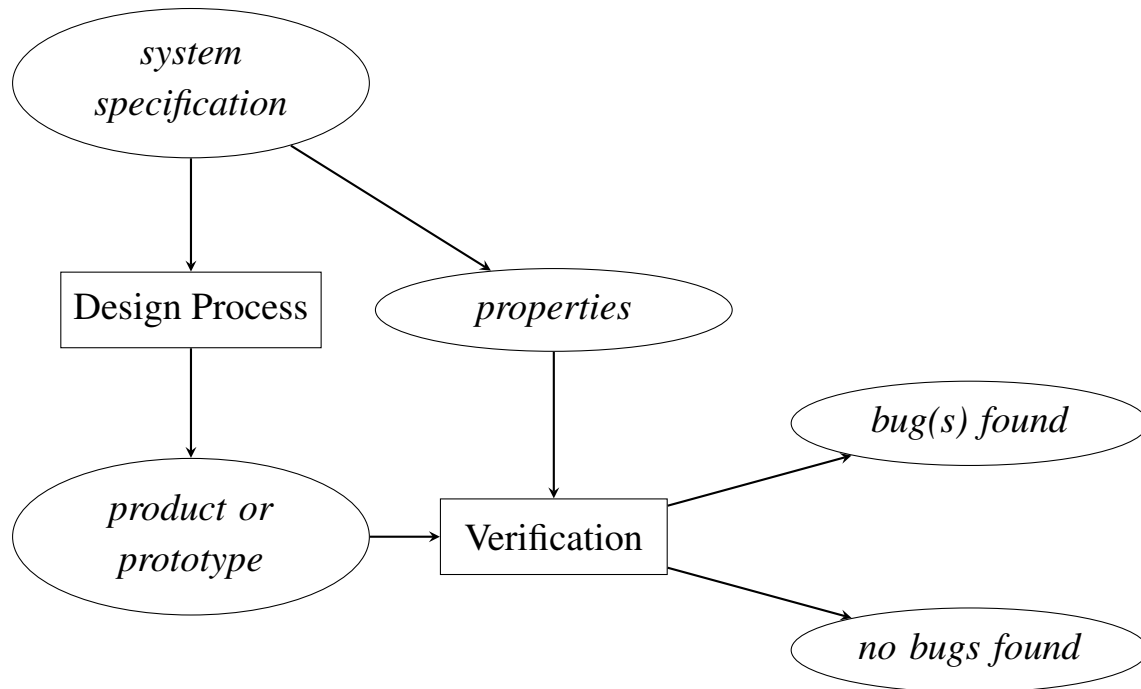 system
specification
Design Process
properties
bug(s) found
product or
prototype
Verification
no bugs found